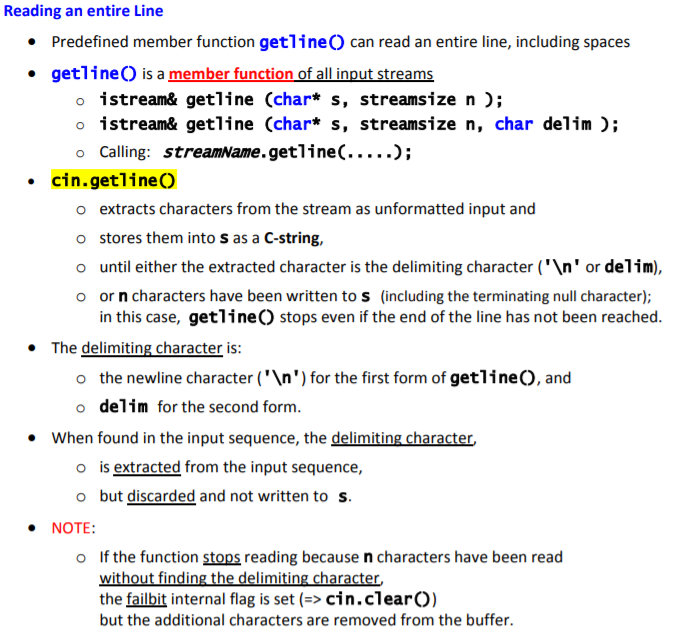 Reading an entire Line
• Predefined member function getline() can read an entire line, including spaces
• getline() is a member function of all input streams
o istream& getline (char* s, streamsize n );
o istream& getline (char* s, streamsize n, char delim );
o Calling: streamName.getline(.....);
• cin.getline()
o extracts characters from the stream as unformatted input and
o stores them into s as a C-string,
o until either the extracted character is the delimiting character ('\n' or delim),
o or n characters have been written to s (including the terminating null character);
in this case, getline() stops even if the end of the line has not been reached.
• The delimiting character is:
o the newline character ('\n') for the first form of getline(), and
o delim for the second form.
• When found in the input sequence, the delimiting character,
o is extracted from the input sequence,
o but discarded and not written to s.
• NOTE:
o If the function stops reading because n characters have been read
without finding the delimiting character,
the failbit internal flag is set (=> cin.clear())
but the additional characters are removed from the buffer.